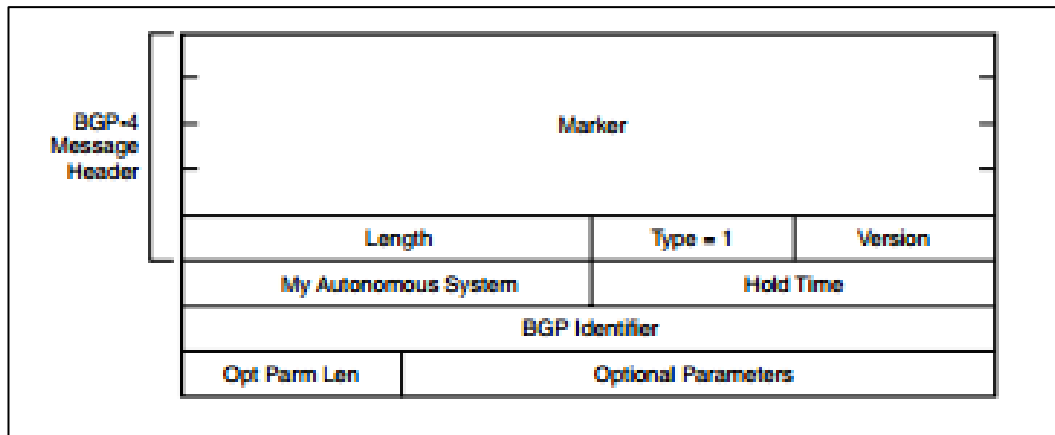 BGP-4
Message
Header
Marker
Length Type = 1 Version
My Autonomous System Hold Time
BGP Identifier
Opt Parm Len Optional Parameters